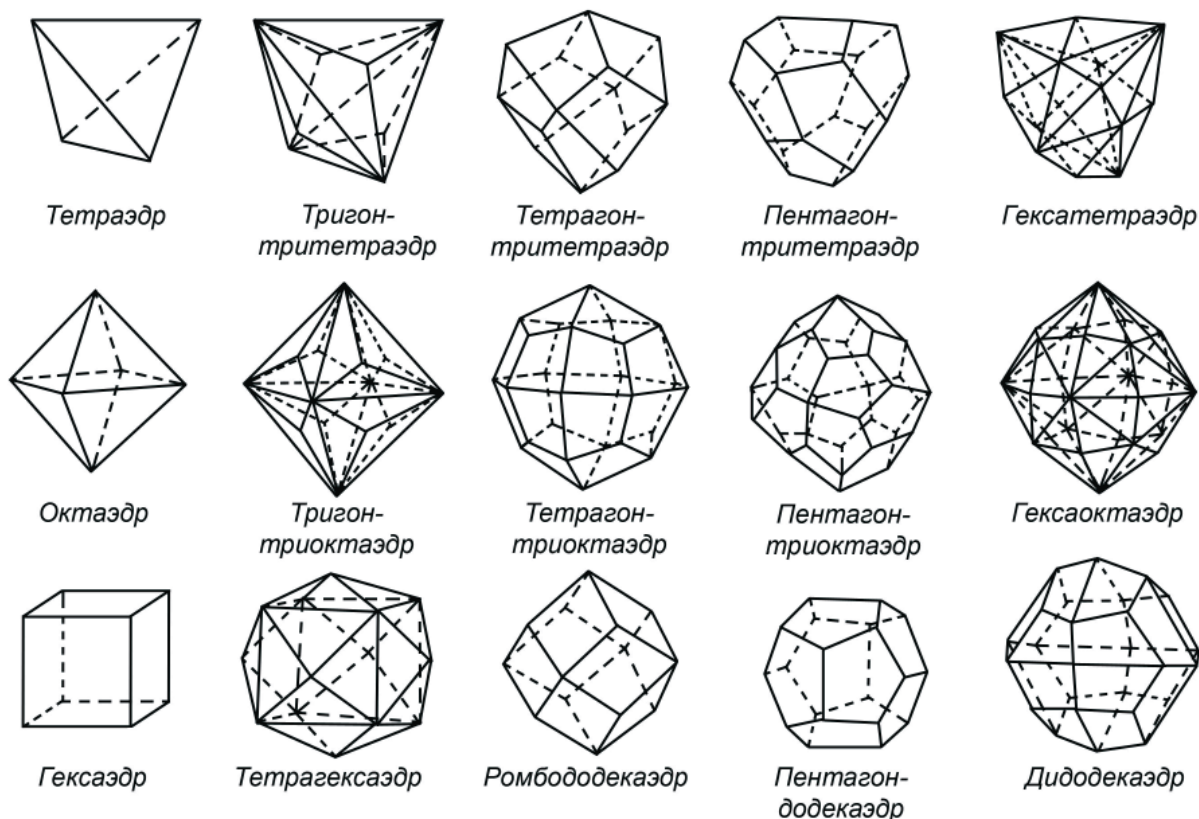 Тетраэдр
Тригон-
тритетраэдр
Тетрагон-
тритетраэдр
Пентагон-
тритетраэдр
Гексатетраэдр
Октаэдр
Тригон-
триоктаэдр
Тетрагон-
триоктаэдр
Пентагон-
триоктаэдр
Гексаоктаэдр
Гексаэдр
Тетрагексаэдр
Ромбододекаэдр
Пентагон-
додекаэдр
Дидодекаэдр